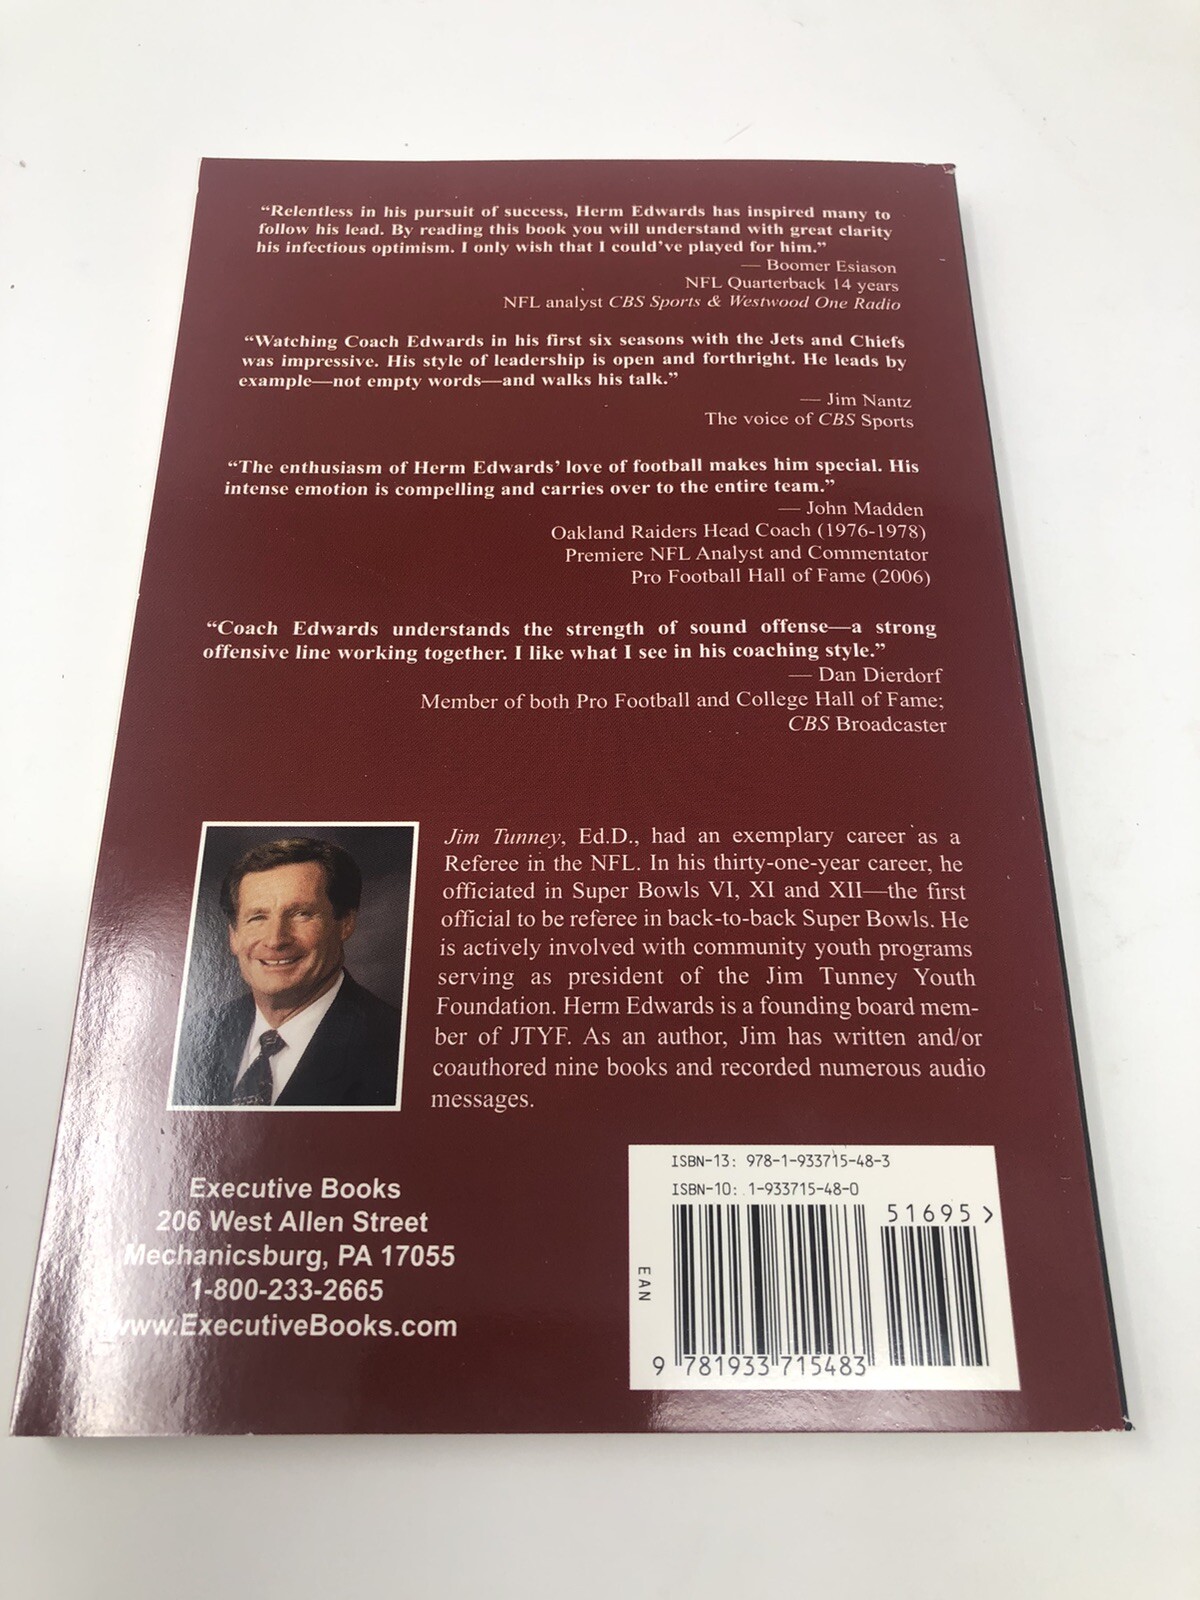 “Relentless in his pursuit of success, Herm Edwards has inspired many to
follow his lead. By reading this book you will understand with great clarity
his infectious optimism. I only wish that I could’ve played for him.”
— Boomer Esiason
NFL Quarterback 14 years
NFL analyst CBS Sports & Westwood One Radio
“Watching Coach Edwards in his first six seasons with the Jets and Chiefs
was impressive. His style of leadership is open and forthright. He leads by
example—not empty words—and walks his talk.”
— Jim Nantz
The voice of CBS Sports
“The enthusiasm of Herm Edwards’ love of football makes him special. His
intense emotion is compelling and carries over to the entire team.”
— John Madden
Oakland Raiders Head Coach (1976-1978)
Premiere NFL Analyst and Commentator
Pro Football Hall of Fame (2006)
“Coach Edwards understands the strength of sound offense—a strong
offensive line working together. I like what I see in his coaching style.”
— Dan Dierdorf
Member of both Pro Football and College Hall of Fame;
CBS Broadcaster
Jim Tunney, Ed.D., had an exemplary career as a
Referee in the NFL. In his thirty-one-year career, he
officiated in Super Bowls VI, XI and XII—the first
official to be referee in back-to-back Super Bowls. He
is actively involved with community youth programs
serving as president of the Jim Tunney Youth
Foundation. Herm Edwards is a founding board mem-
ber of JTYF. As an author, Jim has written and/or
coauthored nine books and recorded numerous audio
messages.
Executive Books
206 West Allen Street
Mechanicsburg, PA 17055
1-800-233-2665
www.ExecutiveBooks.com
ISBN-13: 978-1-933715-48-3
ISBN-10: 1-933715-48-0
51695 >
EAN
9 781933 715483